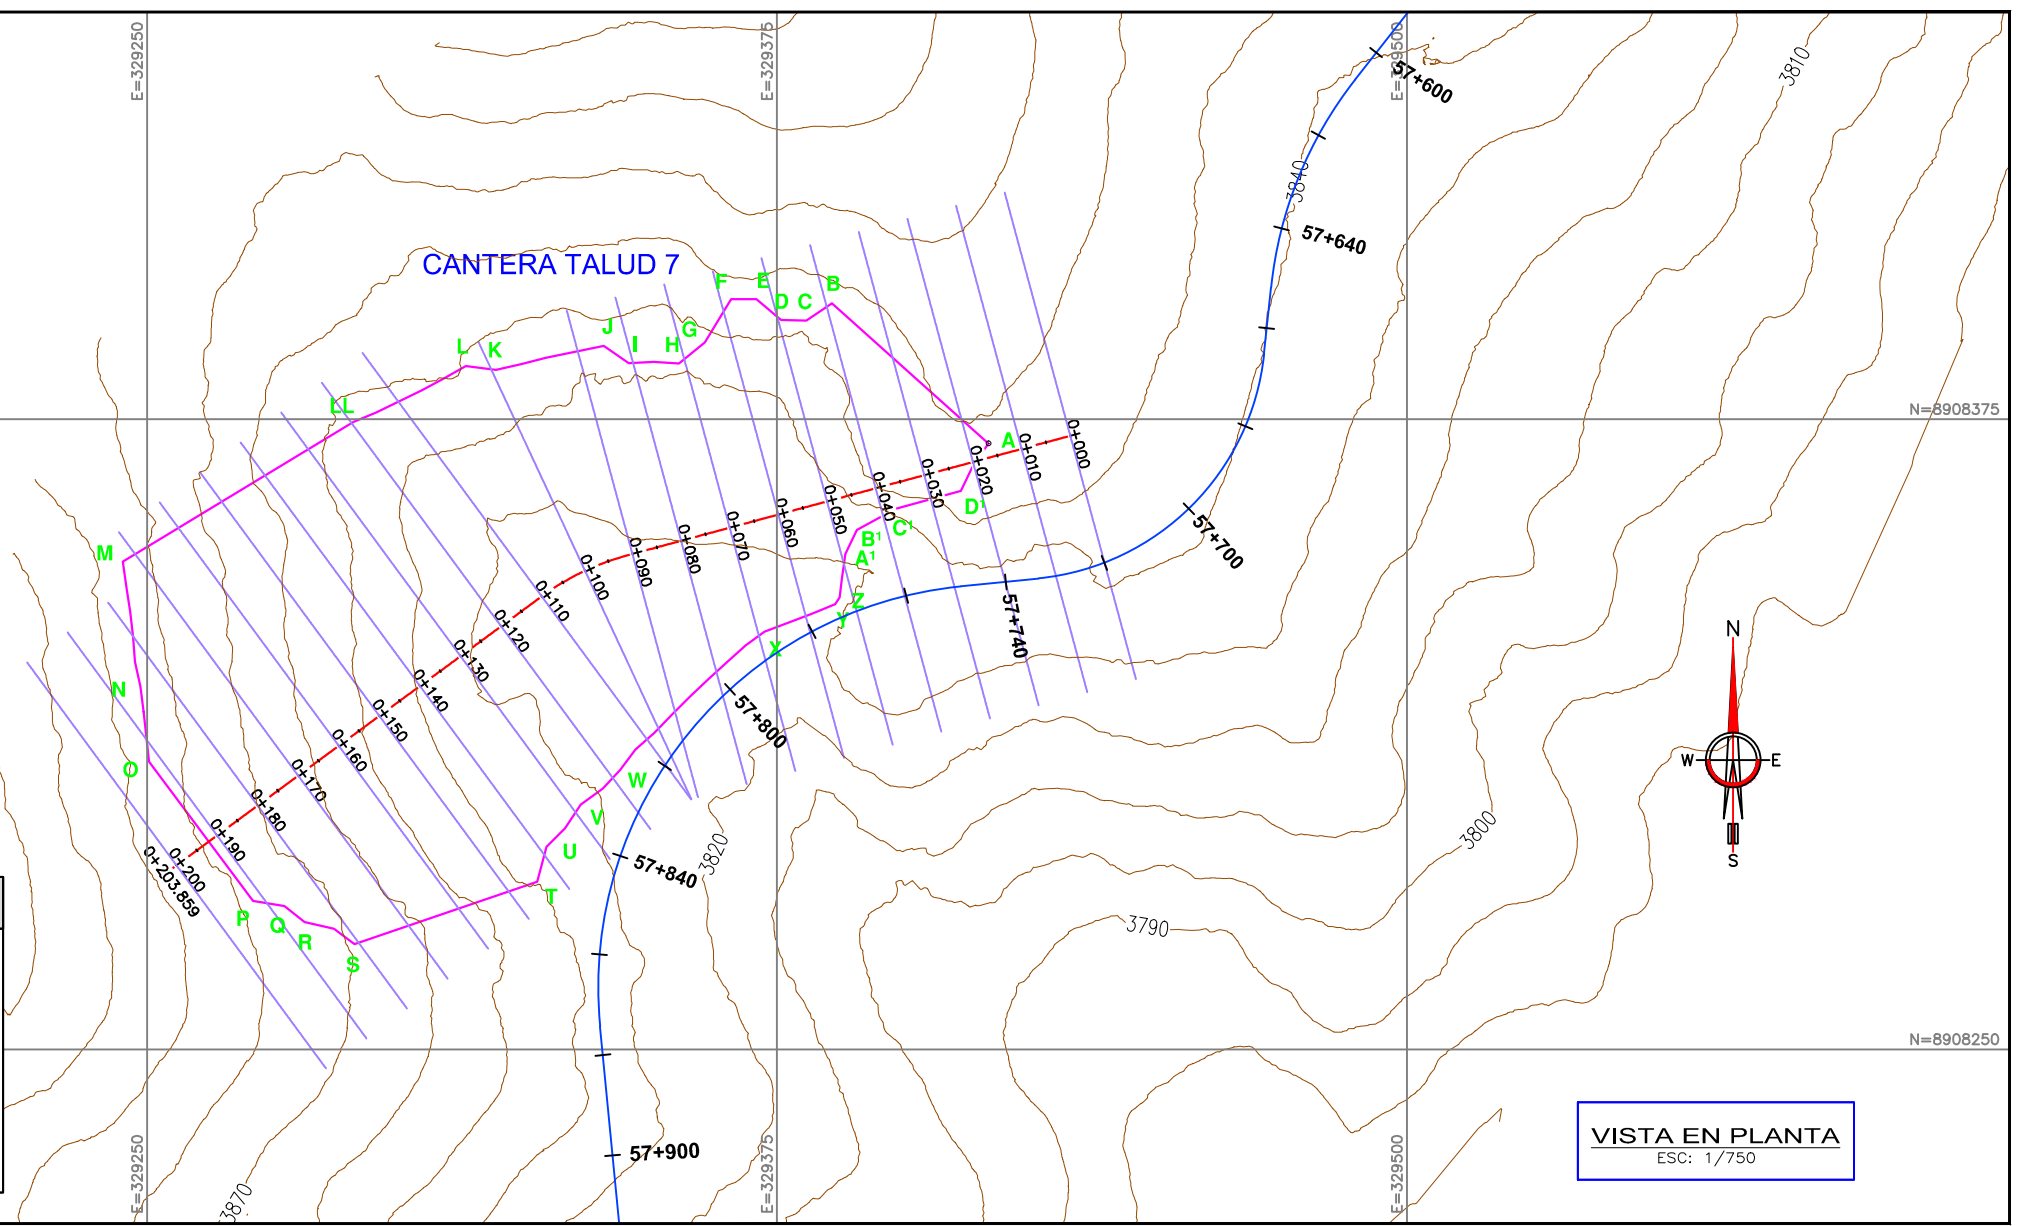 E=329250
E=329375
E=329500
57+600
3810
3840
57+640
CANTERA TALUD 7
F
E
D
C
B
J
I
H
G
L
K
LL
N=8908375
A
0+000
0+010
0+020
0+030
0+040
0+050
0+060
0+070
0+080
0+090
0+100
0+110
0+120
0+130
0+140
0+150
0+160
0+170
0+180
0+190
0+200
0+203.859
D¹
C¹
B¹
A¹
57+700
M
Z
Y
X
57+740
N
O
57+800
W
V
U
T
57+840
3820
3800
3790
P
Q
R
S
N
W
E
S
N=8908250
57+900
E=329250
E=329375
E=329500
3870
VISTA EN PLANTA
ESC: 1/750